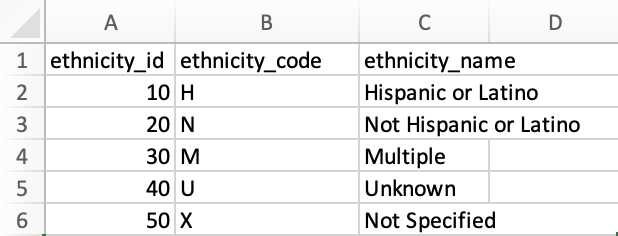 A B C D
1 ethnicity_id ethnicity_code ethnicity_name
2 10 H Hispanic or Latino
3 20 N Not Hispanic or Latino
4 30 M Multiple
5 40 U Unknown
6 50 X Not Specified